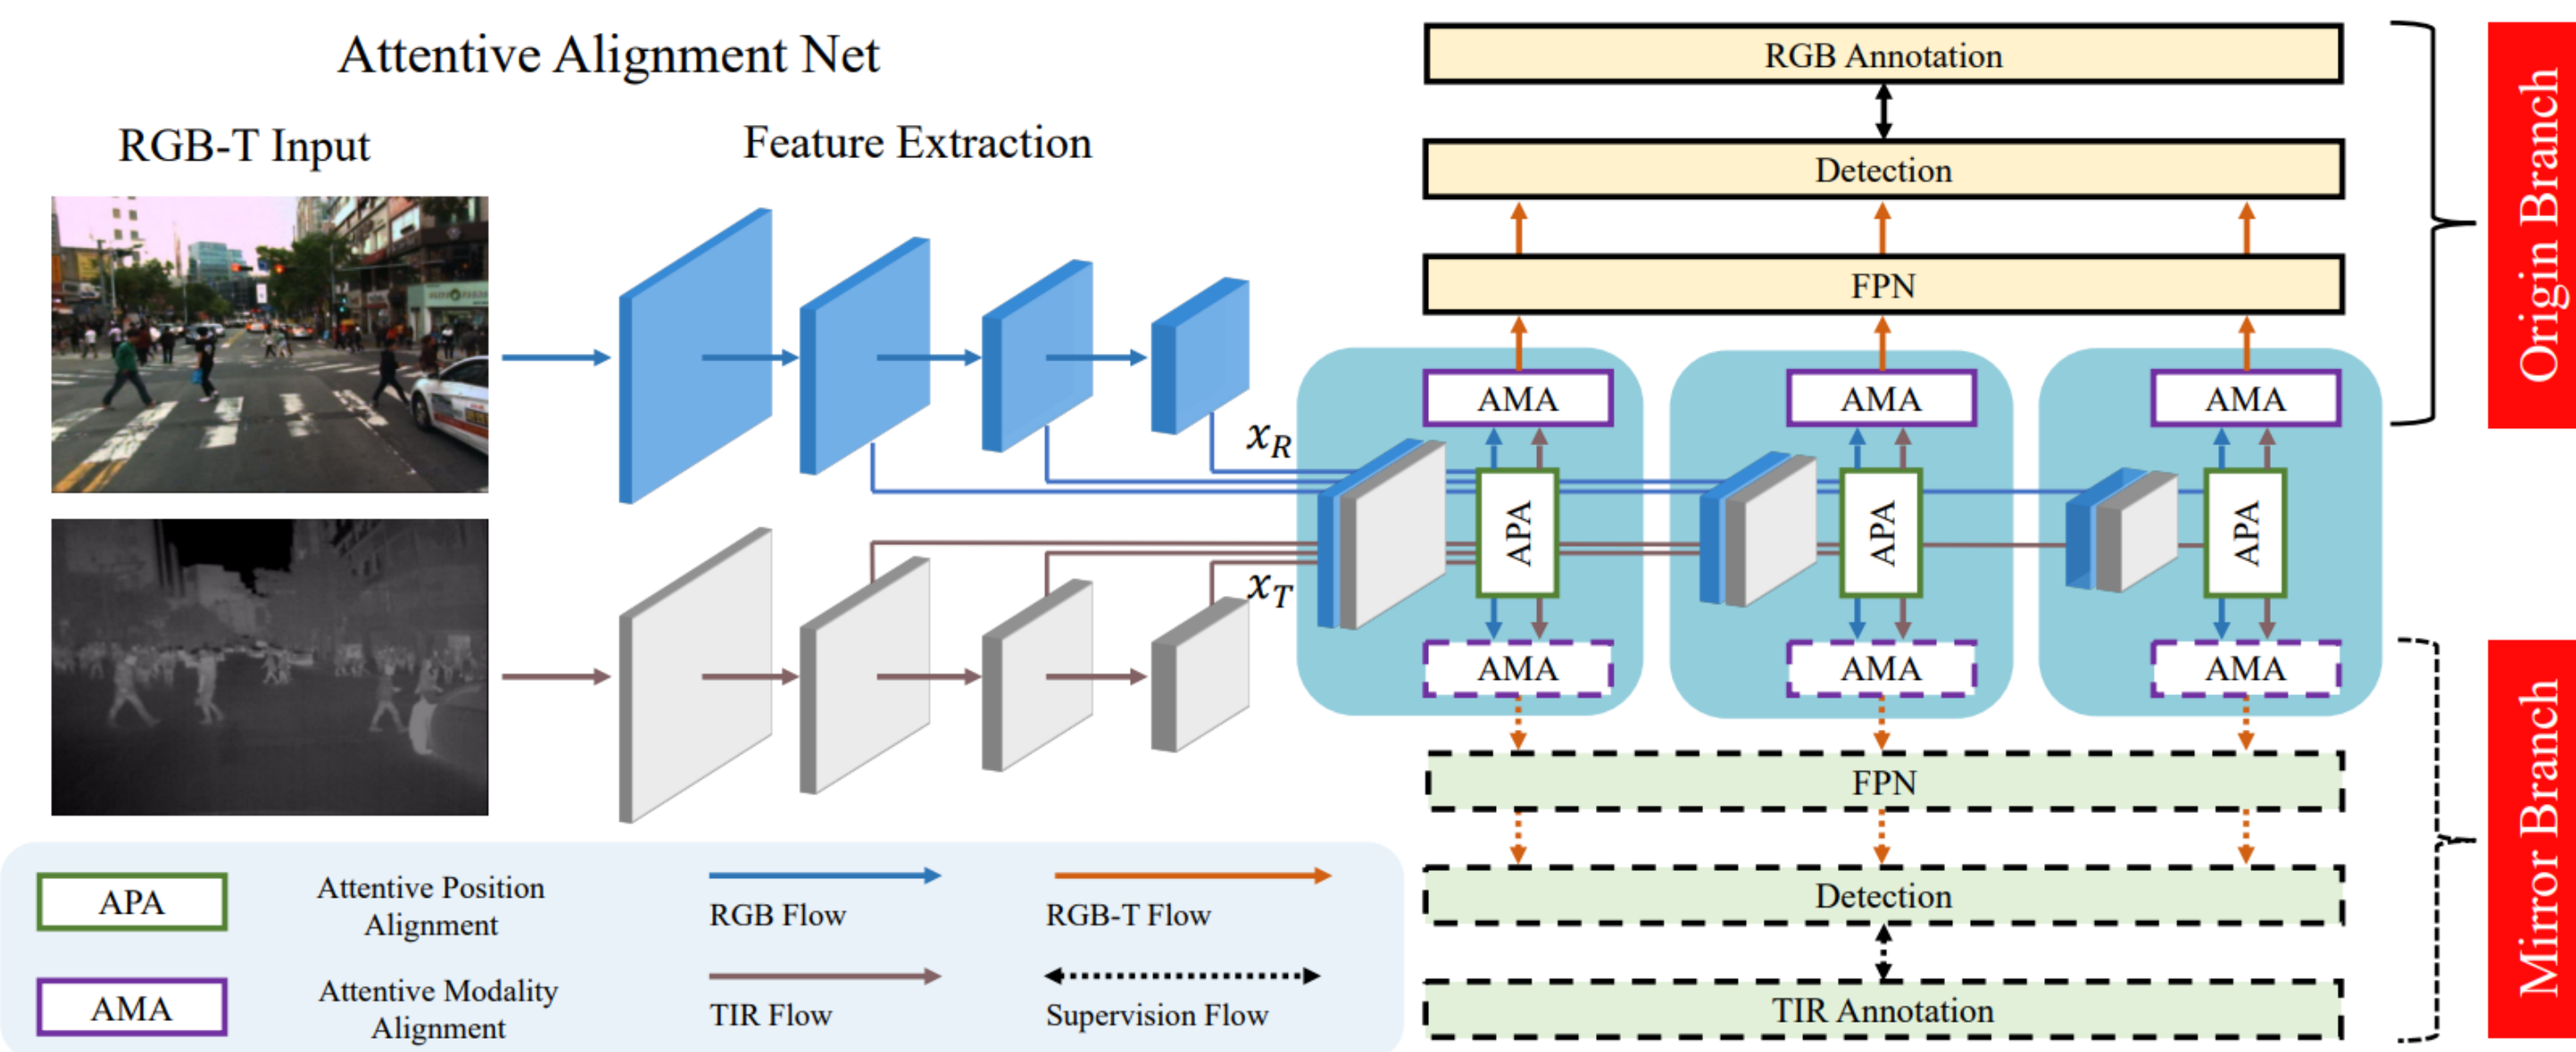 Attentive Alignment Net
RGB-T Input
Feature Extraction
x_R
x_T
RGB Annotation
Detection
FPN
AMA
AMA
AMA
APA
APA
APA
AMA
AMA
AMA
FPN
Detection
TIR Annotation
Origin Branch
Mirror Branch
APA
Attentive Position
Alignment
RGB Flow
RGB-T Flow
AMA
Attentive Modality
Alignment
TIR Flow
Supervision Flow